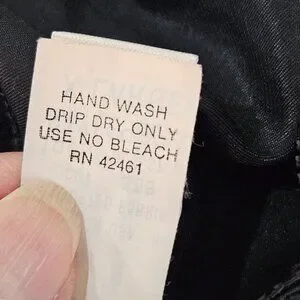 HAND WASH
DRIP DRY ONLY
USE NO BLEACH
RN 42461